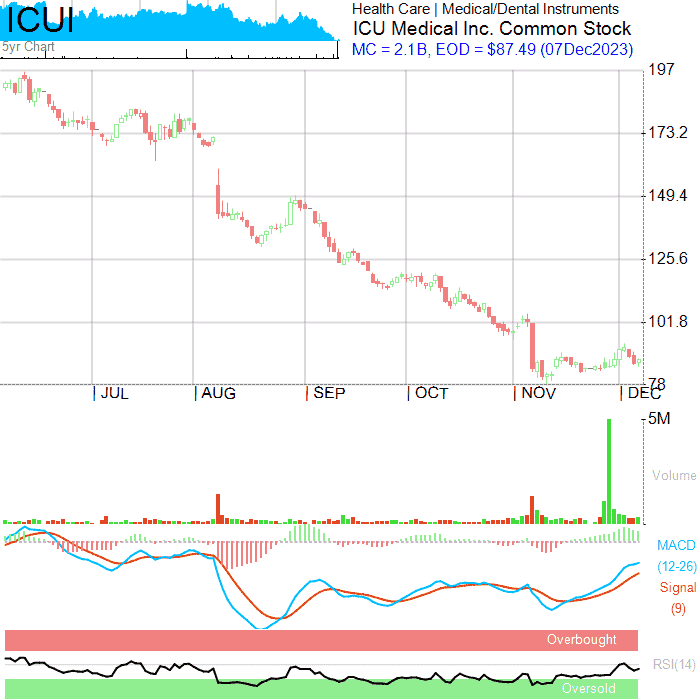 ICUI
5yr Chart
Health Care | Medical/Dental Instruments
ICU Medical Inc. Common Stock
MC = 2.1B, EOD = $87.49 (07Dec2023)
197
173.2
149.4
125.6
101.8
78
JUL AUG SEP OCT NOV DEC
5M
Volume
MACD
(12-26)
Signal
(9)
Overbought
RSI(14)
Oversold